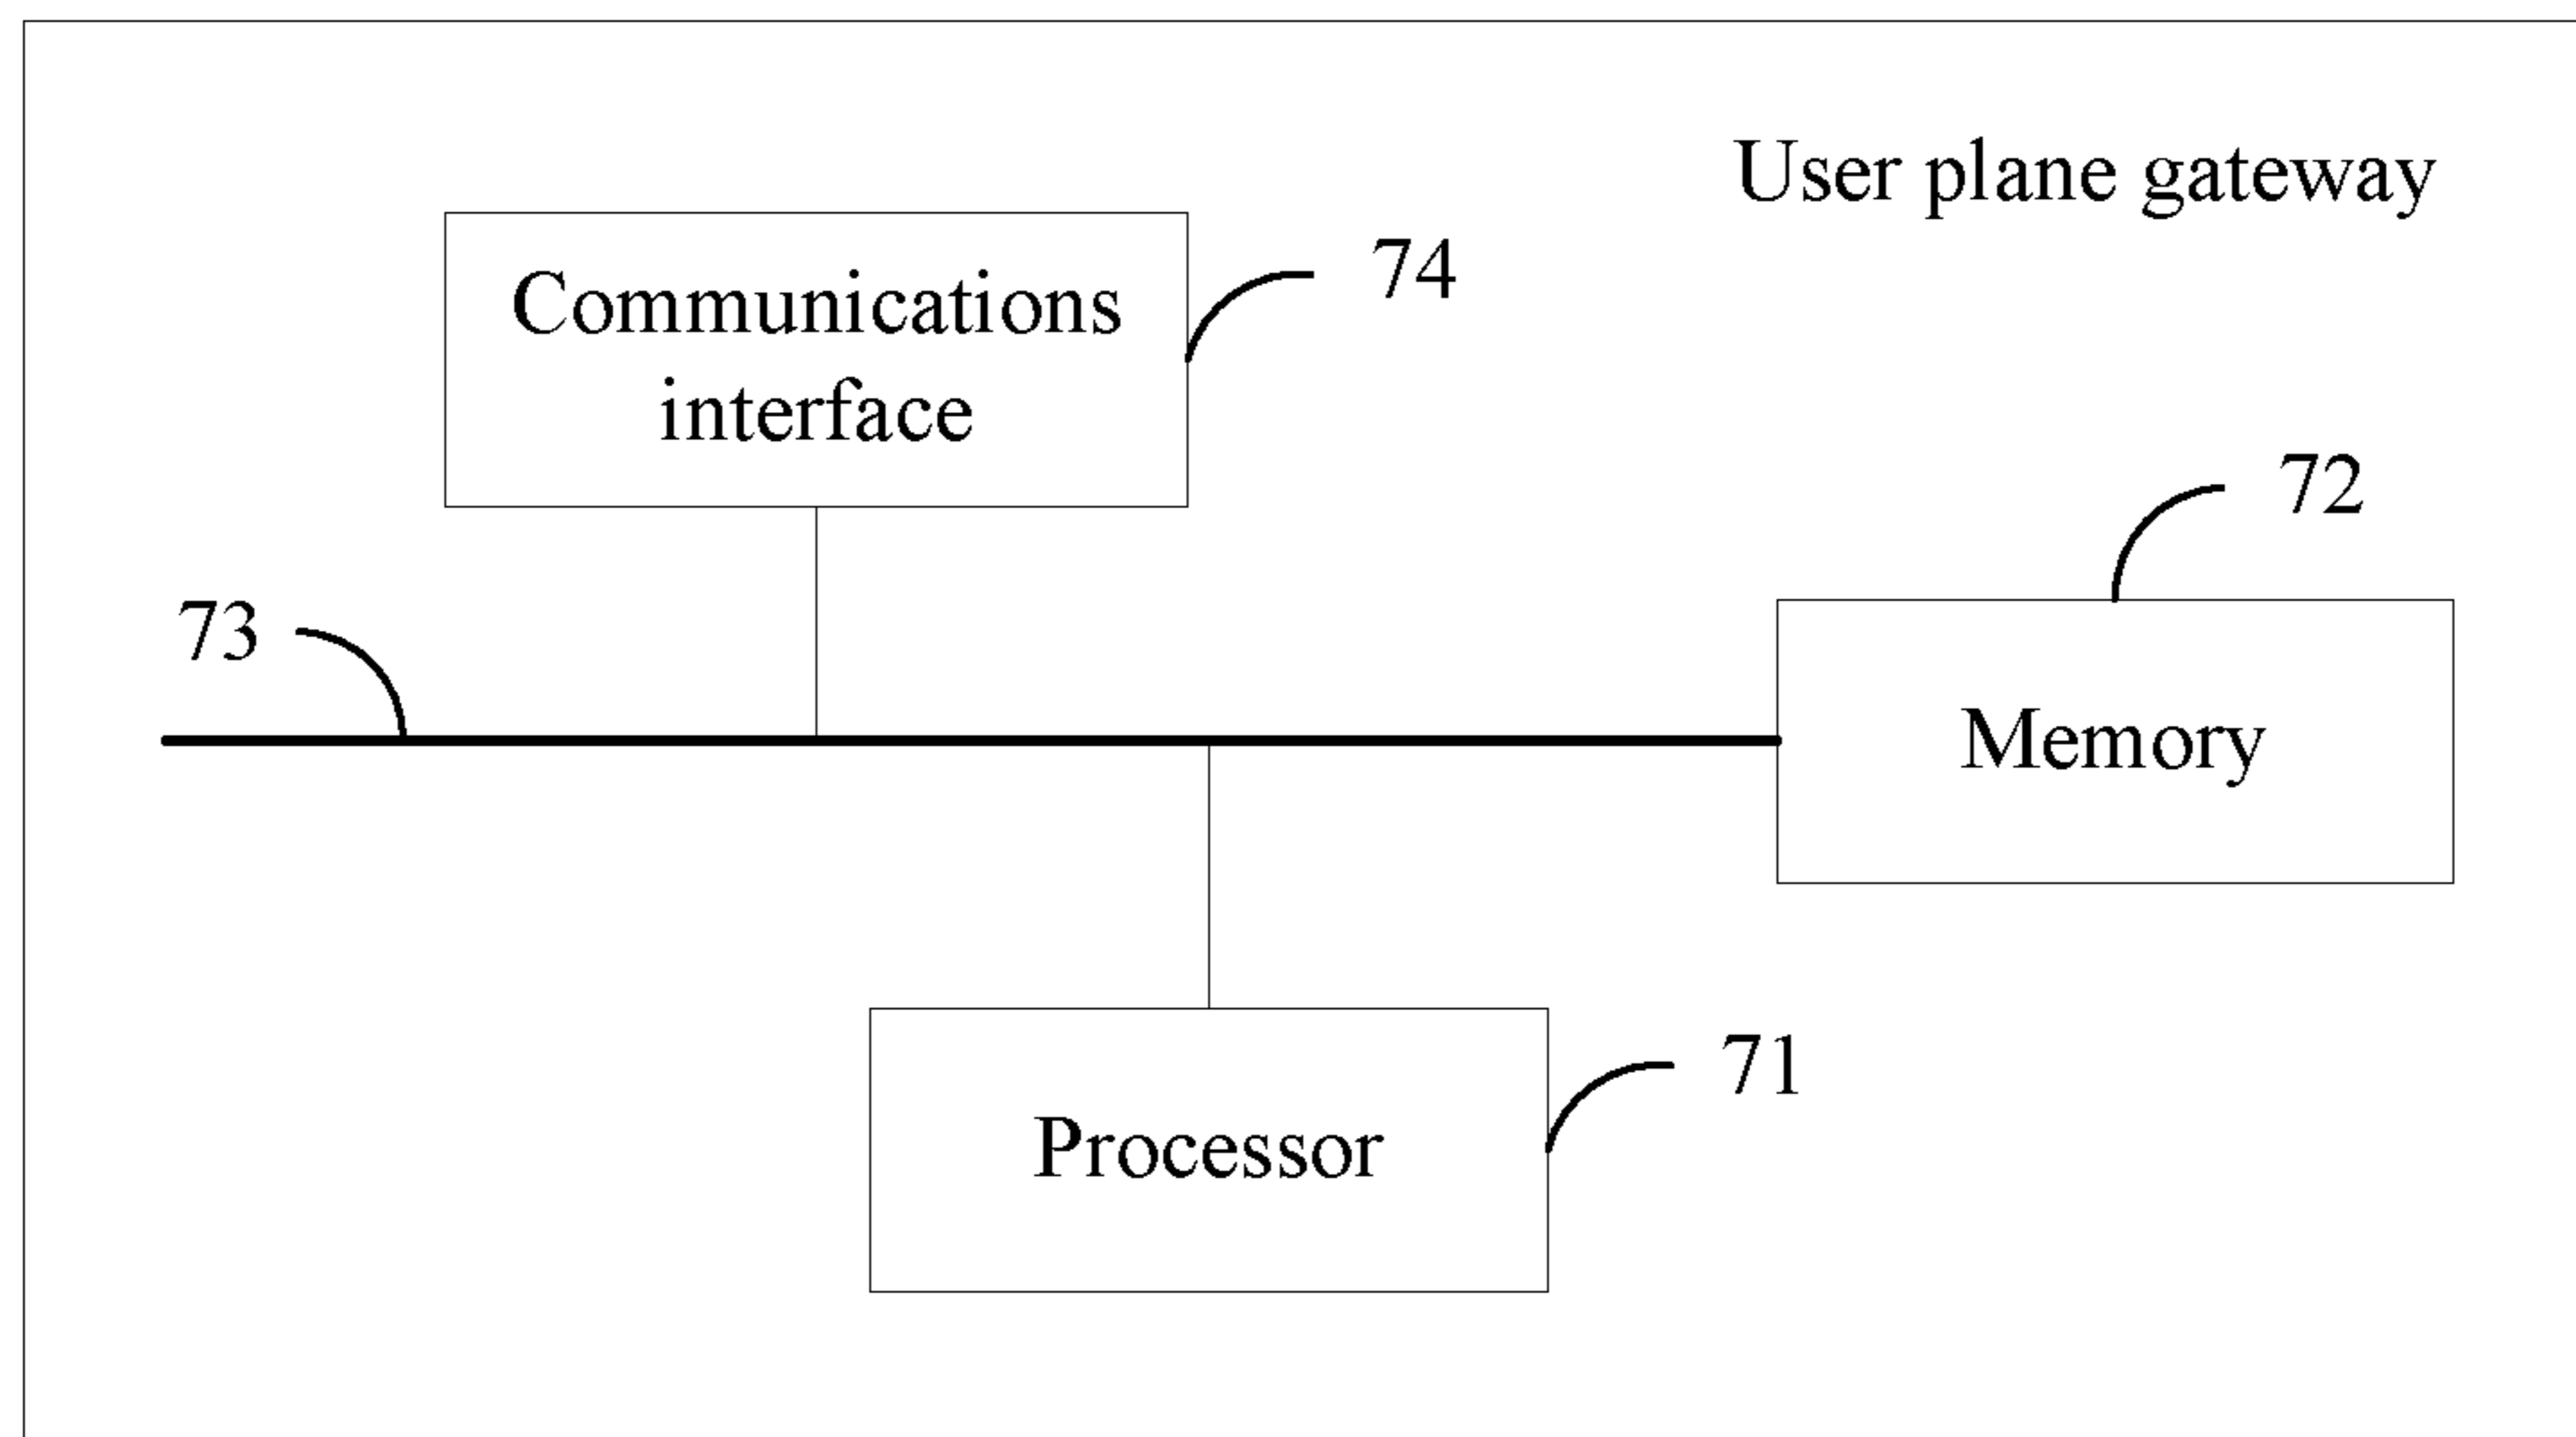 User plane gateway
Communications
interface
74
72
73
Memory
71
Processor